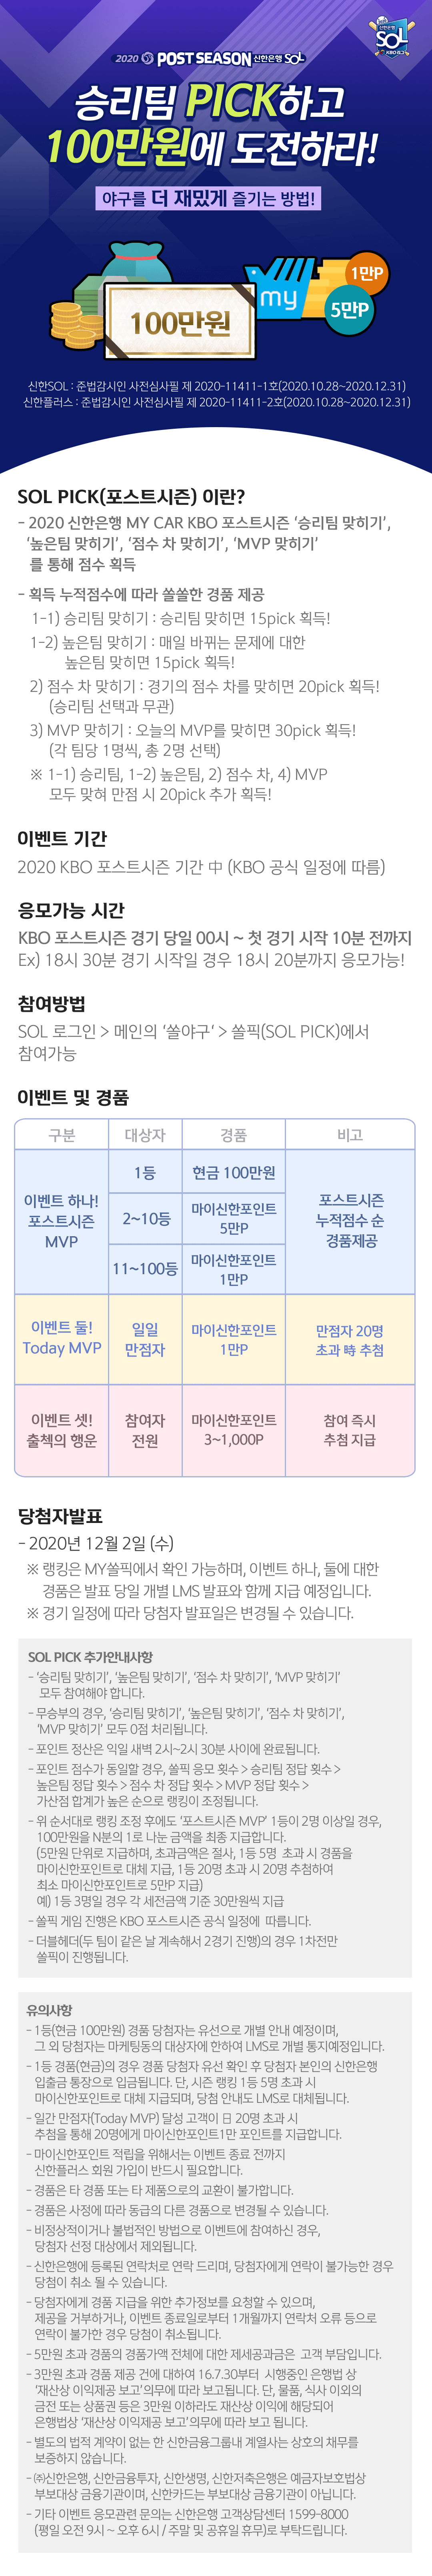 신한은행
SOL
KBO 리그
2020 POST SEASON 신한은행 SOL
승리팀 PICK하고
100만원에 도전하라!
야구를 더 재밌게 즐기는 방법!
100만원
my
1만P
5만P
신한SOL : 준법감시인 사전심사필 제 2020-11411-1호(2020.10.28~2020.12.31)
신한플러스 : 준법감시인 사전심사필 제 2020-11411-2호(2020.10.28~2020.12.31)
SOL PICK(포스트시즌) 이란?
- 2020 신한은행 MY CAR KBO 포스트시즌 ‘승리팀 맞히기’,
‘높은팀 맞히기’, ‘점수 차 맞히기’, ‘MVP 맞히기’
를 통해 점수 획득
- 획득 누적점수에 따라 쏠쏠한 경품 제공
1-1) 승리팀 맞히기 : 승리팀 맞히면 15pick 획득!
1-2) 높은팀 맞히기 : 매일 바뀌는 문제에 대한
높은팀 맞히면 15pick 획득!
2) 점수 차 맞히기 : 경기의 점수 차를 맞히면 20pick 획득!
(승리팀 선택과 무관)
3) MVP 맞히기 : 오늘의 MVP를 맞히면 30pick 획득!
(각 팀당 1명씩, 총 2명 선택)
※ 1-1) 승리팀, 1-2) 높은팀, 2) 점수 차, 4) MVP
모두 맞혀 만점 시 20pick 추가 획득!
이벤트 기간
2020 KBO 포스트시즌 기간 中 (KBO 공식 일정에 따름)
응모가능 시간
KBO 포스트시즌 경기 당일 00시 ~ 첫 경기 시작 10분 전까지
Ex) 18시 30분 경기 시작일 경우 18시 20분까지 응모가능!
참여방법
SOL 로그인 > 메인의 ‘쏠야구‘ > 쏠픽(SOL PICK)에서
참여가능
이벤트 및 경품
구분 대상자 경품 비고
이벤트 하나!
포스트시즌
MVP
1등 현금 100만원
2~10등 마이신한포인트
5만P
11~100등 마이신한포인트
1만P
포스트시즌
누적점수 순
경품제공
이벤트 둘!
Today MVP
일일
만점자
마이신한포인트
1만P
만점자 20명
초과 時 추첨
이벤트 셋!
출첵의 행운
참여자
전원
마이신한포인트
3~1,000P
참여 즉시
추첨 지급
당첨자발표
- 2020년 12월 2일 (수)
※ 랭킹은 MY쏠픽에서 확인 가능하며, 이벤트 하나, 둘에 대한
경품은 발표 당일 개별 LMS 발표와 함께 지급 예정입니다.
※ 경기 일정에 따라 당첨자 발표일은 변경될 수 있습니다.
SOL PICK 추가안내사항
- ‘승리팀 맞히기’, ‘높은팀 맞히기’, ‘점수 차 맞히기’, ‘MVP 맞히기’
모두 참여해야 합니다.
- 무승부의 경우, ‘승리팀 맞히기’, ‘높은팀 맞히기’, ‘점수 차 맞히기’,
‘MVP 맞히기’ 모두 0점 처리됩니다.
- 포인트 정산은 익일 새벽 2시~2시 30분 사이에 완료됩니다.
- 포인트 점수가 동일할 경우, 쏠픽 응모 횟수 > 승리팀 정답 횟수 >
높은팀 정답 횟수 > 점수 차 정답 횟수 > MVP 정답 횟수 >
가산점 합계가 높은 순으로 랭킹이 조정됩니다.
- 위 순서대로 랭킹 조정 후에도 ‘포스트시즌 MVP’ 1등이 2명 이상일 경우,
100만원을 N분의 1로 나눈 금액을 최종 지급합니다.
(5만원 단위로 지급하며, 초과금액은 절사, 1등 5명 초과 시 경품을
마이신한포인트로 대체 지급, 1등 20명 초과 시 20명 추첨하여
최소 마이신한포인트로 5만P 지급)
예) 1등 3명일 경우 각 세전금액 기준 30만원씩 지급
- 쏠픽 게임 진행은 KBO 포스트시즌 공식 일정에 따릅니다.
- 더블헤더(두 팀이 같은 날 계속해서 2경기 진행)의 경우 1차전만
쏠픽이 진행됩니다.
유의사항
- 1등(현금 100만원) 경품 당첨자는 유선으로 개별 안내 예정이며,
그 외 당첨자는 마케팅동의 대상자에 한하여 LMS로 개별 통지예정입니다.
- 1등 경품(현금)의 경우 경품 당첨자 유선 확인 후 당첨자 본인의 신한은행
입출금 통장으로 입금됩니다. 단, 시즌 랭킹 1등 5명 초과 시
마이신한포인트로 대체 지급되며, 당첨 안내도 LMS로 대체됩니다.
- 일간 만점자(Today MVP) 달성 고객이 日 20명 초과 시
추첨을 통해 20명에게 마이신한포인트1만 포인트를 지급합니다.
- 마이신한포인트 적립을 위해서는 이벤트 종료 전까지
신한플러스 회원 가입이 반드시 필요합니다.
- 경품은 타 경품 또는 타 제품으로의 교환이 불가합니다.
- 경품은 사정에 따라 동급의 다른 경품으로 변경될 수 있습니다.
- 비정상적이거나 불법적인 방법으로 이벤트에 참여하신 경우,
당첨자 선정 대상에서 제외됩니다.
- 신한은행에 등록된 연락처로 연락 드리며, 당첨자에게 연락이 불가능한 경우
당첨이 취소 될 수 있습니다.
- 당첨자에게 경품 지급을 위한 추가정보를 요청할 수 있으며,
제공을 거부하거나, 이벤트 종료일로부터 1개월까지 연락처 오류 등으로
연락이 불가한 경우 당첨이 취소됩니다.
- 5만원 초과 경품의 경품가액 전체에 대한 제세공과금은 고객 부담입니다.
- 3만원 초과 경품 제공 건에 대하여 16.7.30부터 시행중인 은행법 상
‘재산상 이익제공 보고’의무에 따라 보고됩니다. 단, 물품, 식사 이외의
금전 또는 상품권 등은 3만원 이하라도 재산상 이익에 해당되어
은행법상 ‘재산상 이익제공 보고’의무에 따라 보고 됩니다.
- 별도의 법적 계약이 없는 한 신한금융그룹내 계열사는 상호의 채무를
보증하지 않습니다.
- ㈜신한은행, 신한금융투자, 신한생명, 신한저축은행은 예금자보호법상
부보대상 금융기관이며, 신한카드는 부보대상 금융기관이 아닙니다.
- 기타 이벤트 응모관련 문의는 신한은행 고객상담센터 1599-8000
(평일 오전 9시 ~ 오후 6시 / 주말 및 공휴일 휴무)로 부탁드립니다.